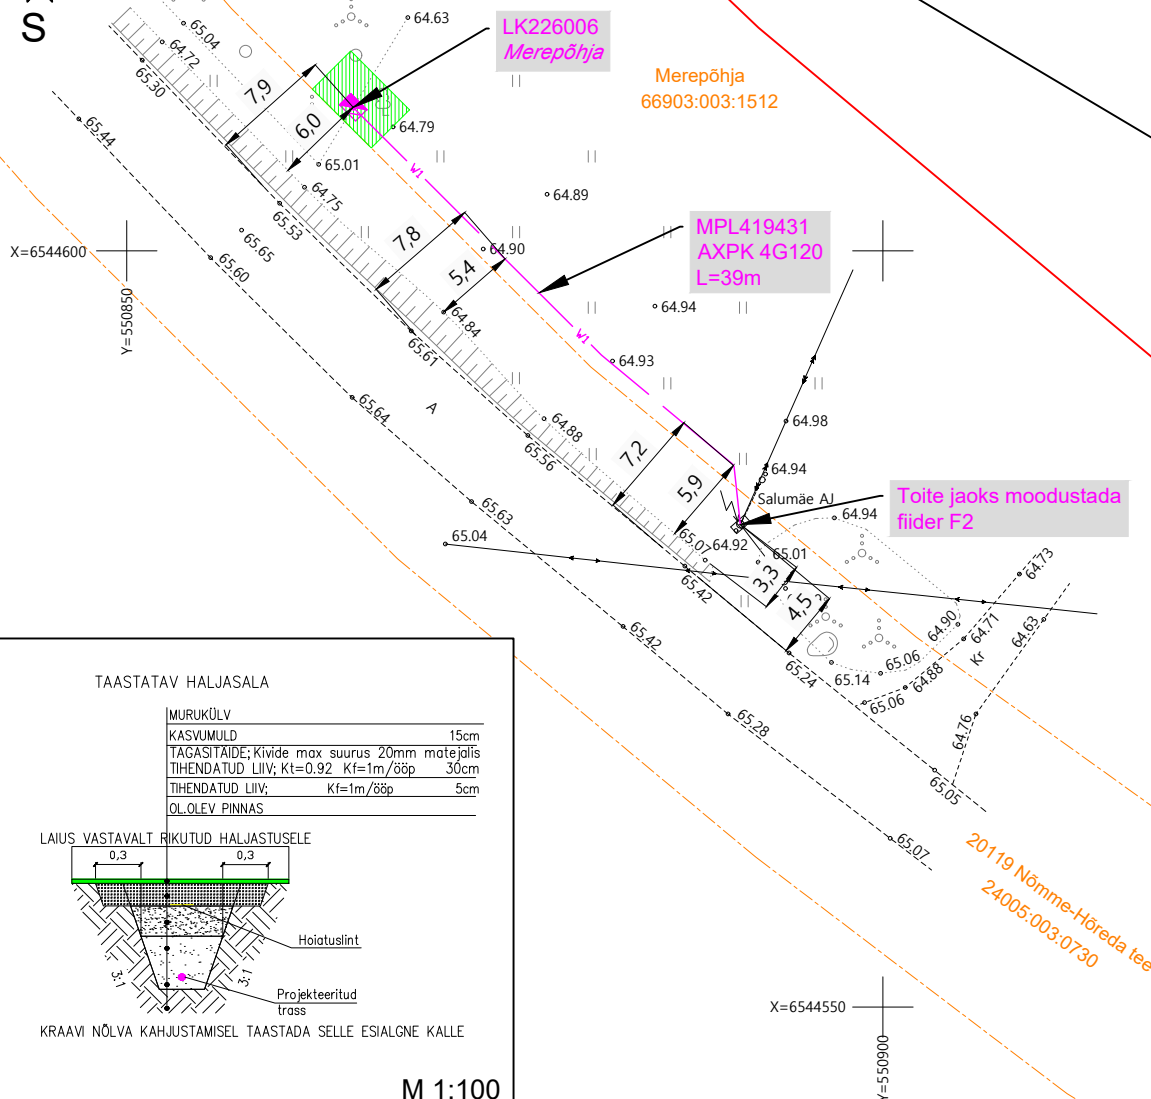 S
65.04
64.63
64.72
65.30
LK226006
Merepõhja
Merepõhja
66903:003:1512
7,9
6,0
64.79
65.44
65.01
W1
64.75
64.89
65.53
65.65
X=6544600
65.60
7,8
64.90
5,4
MPL419431
AXPK 4G120
L=39m
Y=550850
64.94
64.84
65.61
W1
64.93
65.64
A
64.88
64.98
65.56
7,2
5,9
64.94
Salumäe AJ
Toite jaoks moodustada
fiider F2
65.63
64.94
65.04
65.07
64.92
65.01
65.42
3,3
4,5
64.73
64.90
64.71
64.63
65.42
Kr
65.24
65.14
65.06
64.88
65.06
65.28
64.76
65.05
65.07
20119 Nõmme-Hõreda tee
24005:003:0730
X=6544550
Y=550900
TAASTATAV HALJASALA
MURUKÜLV
KASVUMULD 15cm
TAGASITÄIDE; Kivide max suurus 20mm matejalis
TIHENDATUD LIIV; Kt=0.92 Kf=1m/ööp 30cm
TIHENDATUD LIIV; Kf=1m/ööp 5cm
OL.OLEV PINNAS
LAIUS VASTAVALT RIKUTUD HALJASTUSELE
0,3 0,3
Hoiatuslint
3:1 3:1
Projekteeritud
trass
KRAAVI NÕLVA KAHJUSTAMISEL TAASTADA SELLE ESIALGNE KALLE
M 1:100